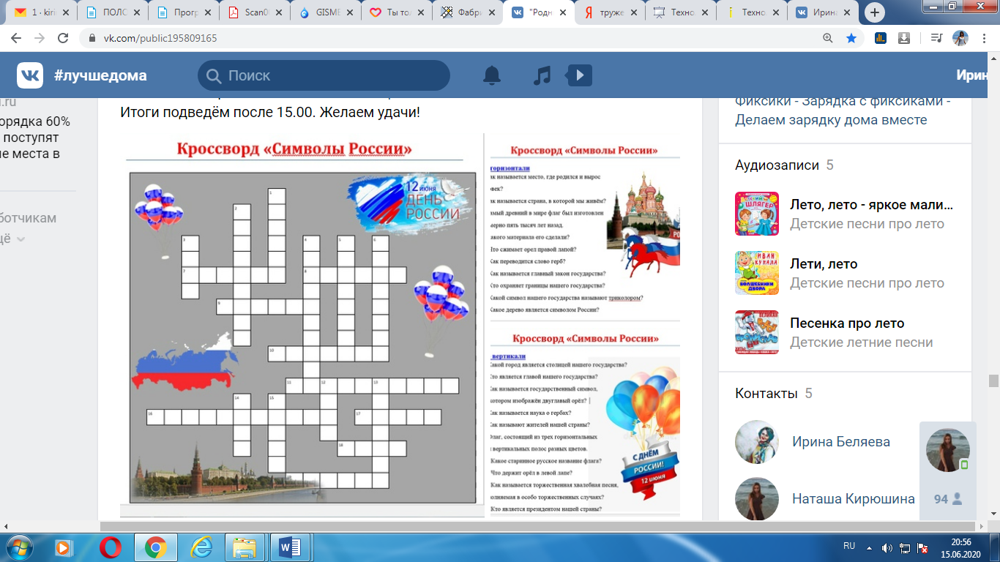 1 · kiri
ПОЛС
Прогр
Scan0
GISME
Ты тол
Фабри
"Родн
труже
Техно
Техно.
Ирина
vk.com/public195809165
#лучшедома
Поиск
Ирин
.ru
орядка 60%
поступят
е места в
ботчикам
щё
Итоги подведём после 15.00. Желаем удачи!
Кроссворд «Символы России»
12 июня
ДЕНЬ
РОССИИ
1
2
3
4
5
6
7
8
9
10
11
12
13
14
15
16
17
18
Кроссворд «Символы России»
горизонтали
ак называется место, где родился и вырос
овек?
ак называется страна, в которой мы живём?
амый древний в мире флаг был изготовлен
мерно пять тысяч лет назад.
акого материала его сделали?
Что сжимает орел правой лапой?
Как переводится слово герб?
Как называется главный закон государства?
Кто охраняет границы нашего государства?
Какой символ нашего государства называют триколором?
Какое дерево является символом России?
Кроссворд «Символы России»
вертикали
Какой город является столицей нашего государства?
Кто является главой нашего государства?
Как называется государственный символ,
котором изображён двуглавый орёл?
Как называется наука о гербах?
Как называют жителей нашей страны?
Флаг, состоящий из трех горизонтальных
вертикальных полос разных цветов.
Какое старинное русское название флага?
Что держит орёл в левой лапе?
Как называется торжественная хвалебная песня,
олняемая в особо торжественных случаях?
Кто является президентом нашей страны?
С ДНЁМ
РОССИИ!
12 июня
Фиксики - Зарядка с фиксиками -
Делаем зарядку дома вместе
Аудиозаписи 5
Лето, лето - яркое мали...
Детские песни про лето
Лети, лето
Детские песни про лето
Песенка про лето
Детские летние песни
Контакты 5
Ирина Беляева
Наташа Кирюшина
94
RU
20:56
15.06.2020